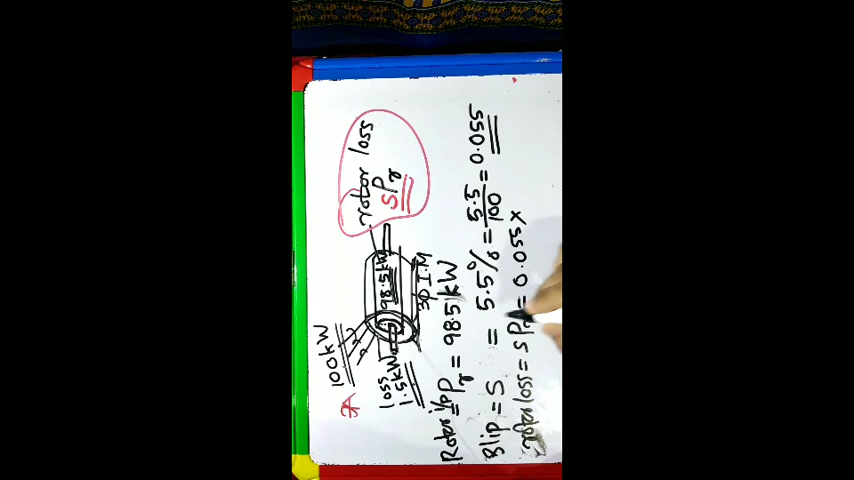 100kW
loss
1.5kW
98.5kW
3φ I.M
rotor loss
SPr
Rotor i/p Pr = 98.5kW
Slip = S = 5.5% = 5.5/100 = 0.055
rotor loss = SPr = 0.055x